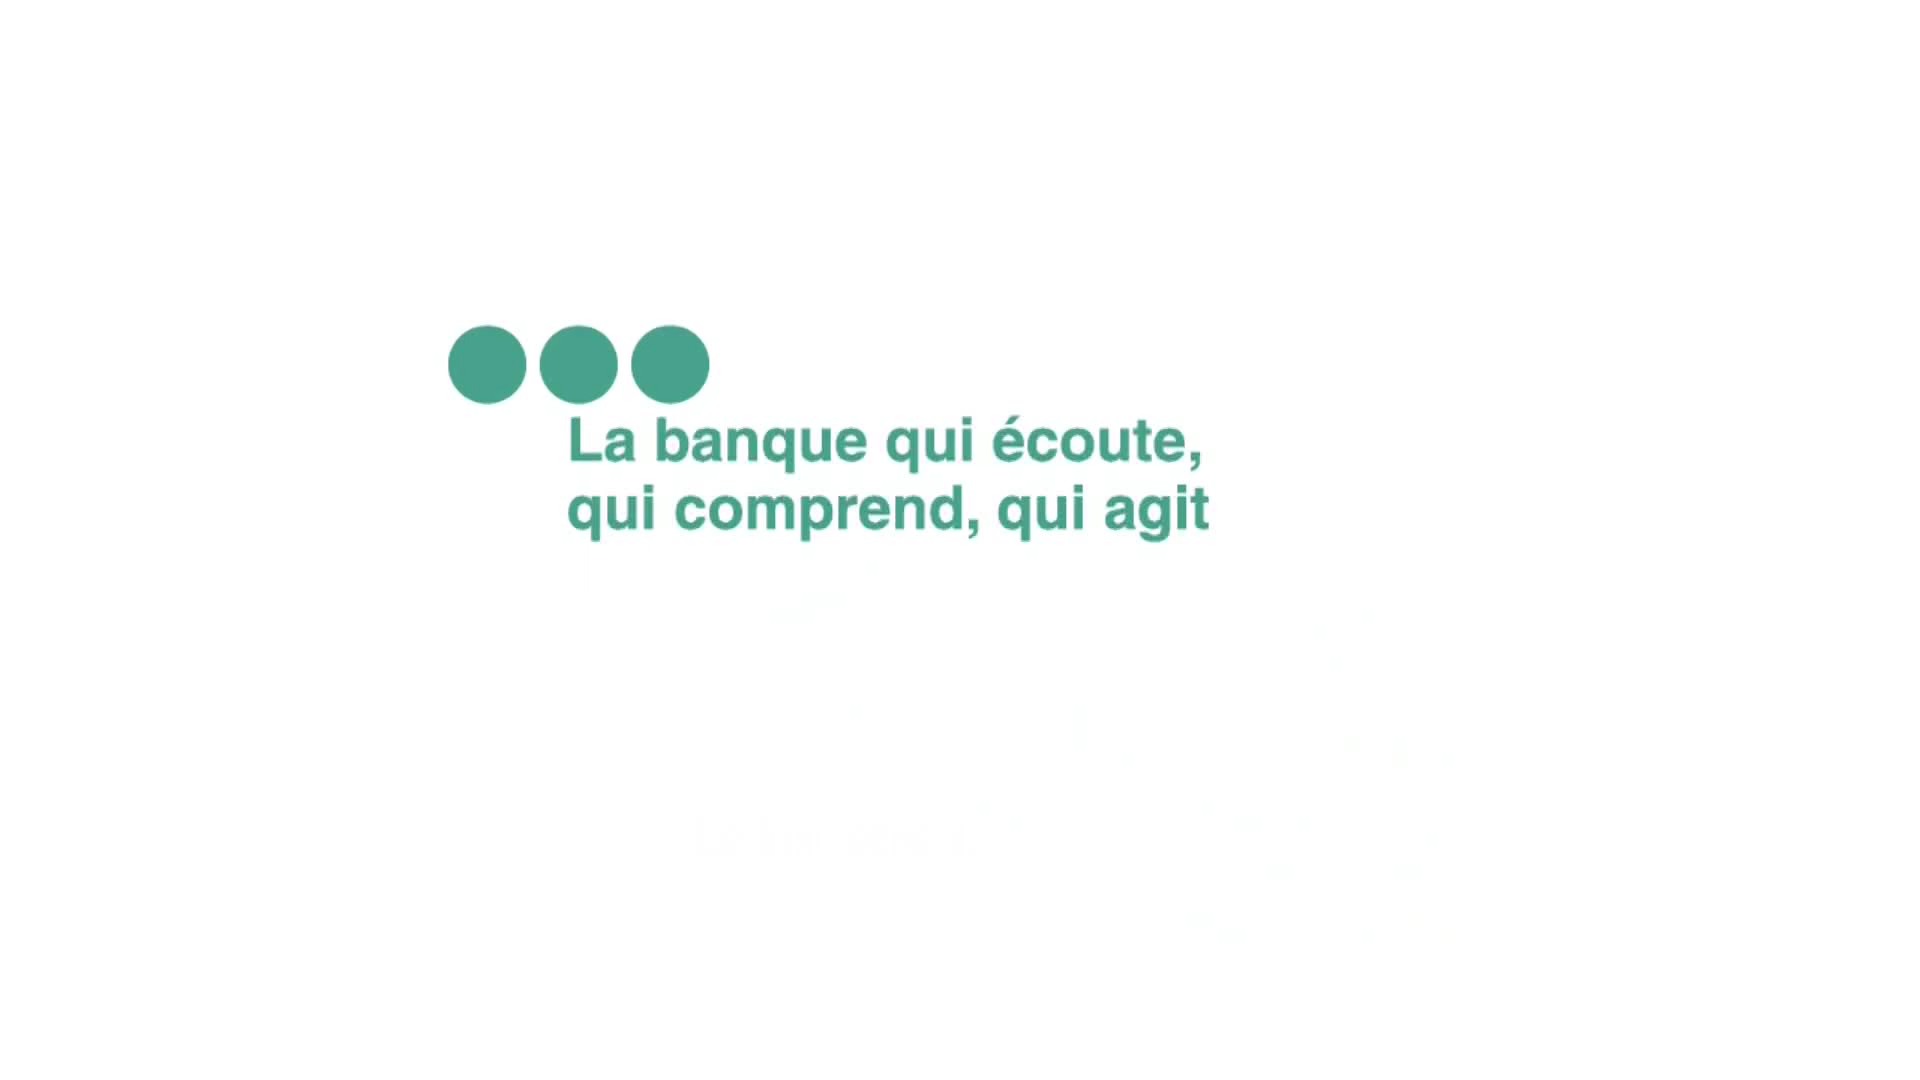 La banque qui écoute,
qui comprend, qui agit